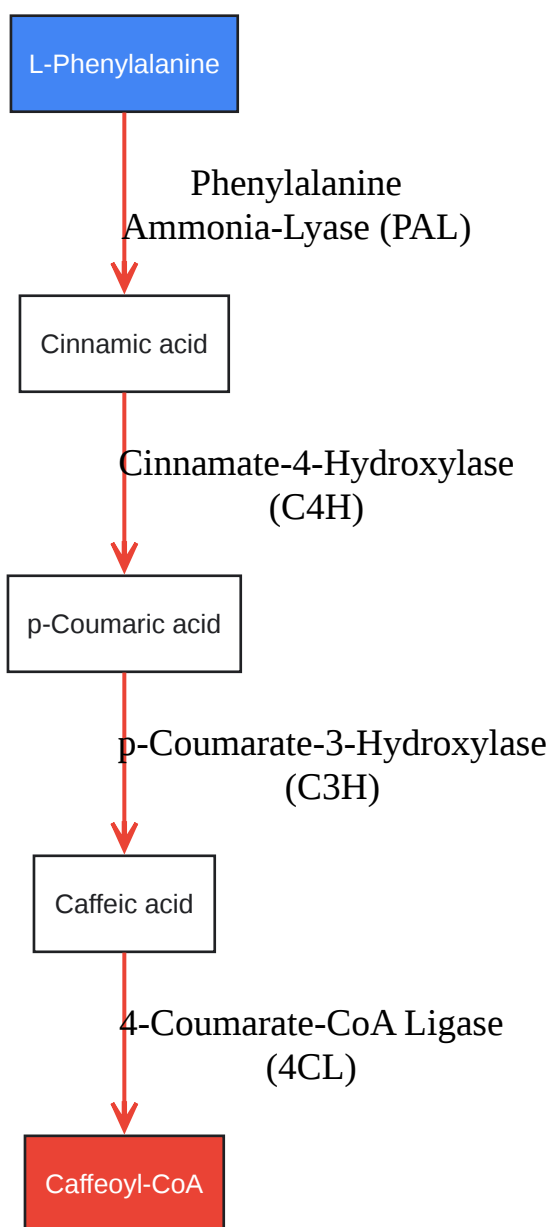 L-Phenylalanine
Phenylalanine
Ammonia-Lyase (PAL)
Cinnamic acid
Cinnamate-4-Hydroxylase
(C4H)
p-Coumaric acid
p-Coumarate-3-Hydroxylase
(C3H)
Caffeic acid
4-Coumarate-CoA Ligase
(4CL)
Caffeoyl-CoA